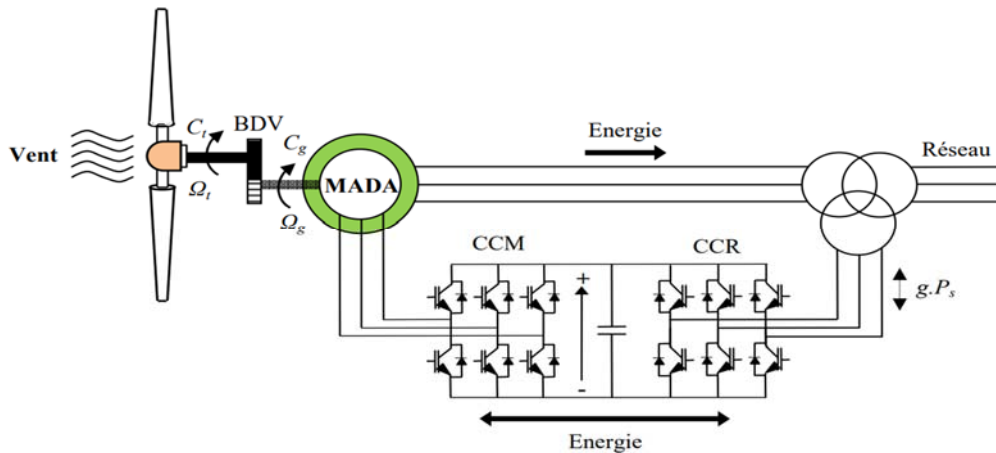 Vent
C_t
Ω_t
BDV
C_g
Ω_g
MADA
Energie
Réseau
CCM
CCR
+
-
g.P_s
Energie